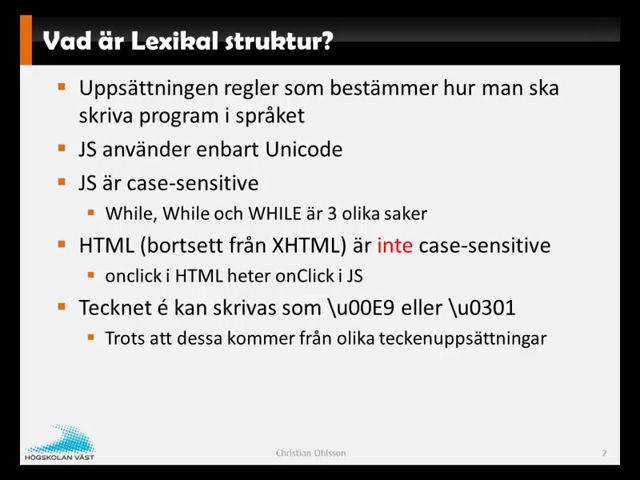 Vad är Lexikal struktur?
Uppsättningen regler som bestämmer hur man ska
skriva program i språket
JS använder enbart Unicode
JS är case-sensitive
While, While och WHILE är 3 olika saker
HTML (bortsett från XHTML) är inte case-sensitive
onclick i HTML heter onClick i JS
Tecknet é kan skrivas som \u00E9 eller \u0301
Trots att dessa kommer från olika teckenuppsättningar
HÖGSKOLAN VÄST
Christian Ohlsson
2